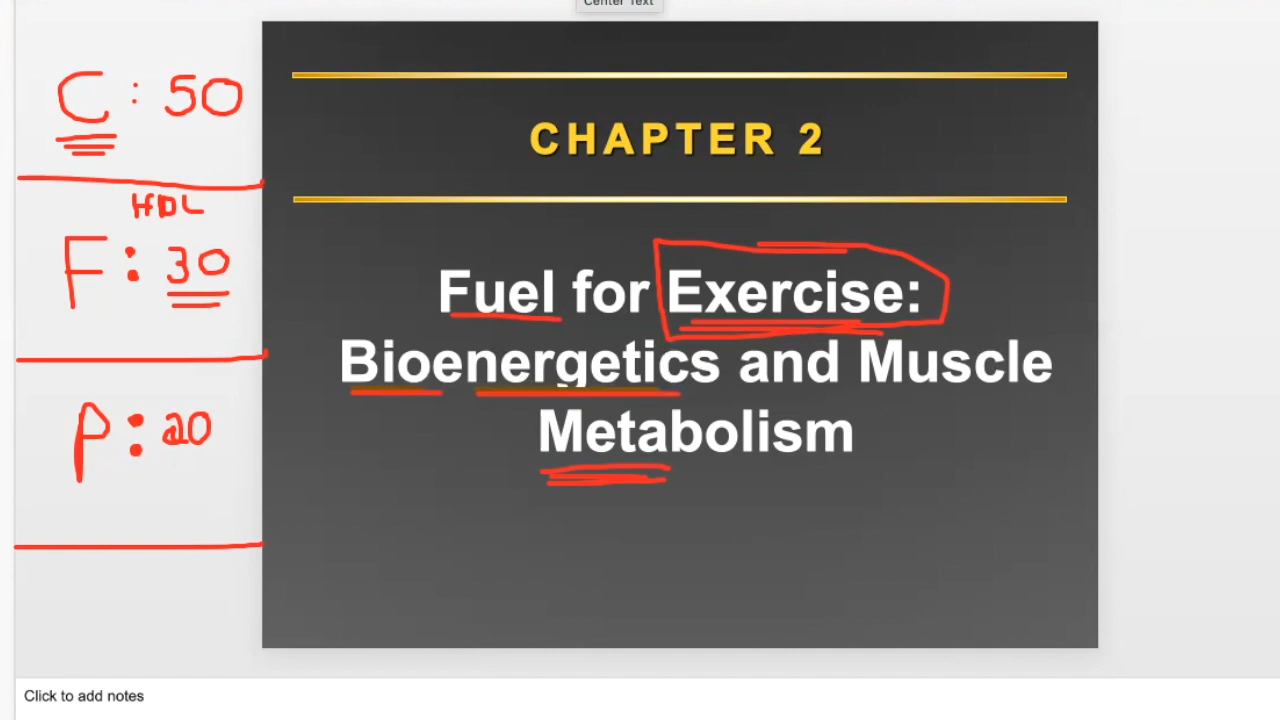 Center Text
C: 50
HDL
F: 30
P: 20
CHAPTER 2
Fuel for Exercise:
Bioenergetics and Muscle
Metabolism
Click to add notes